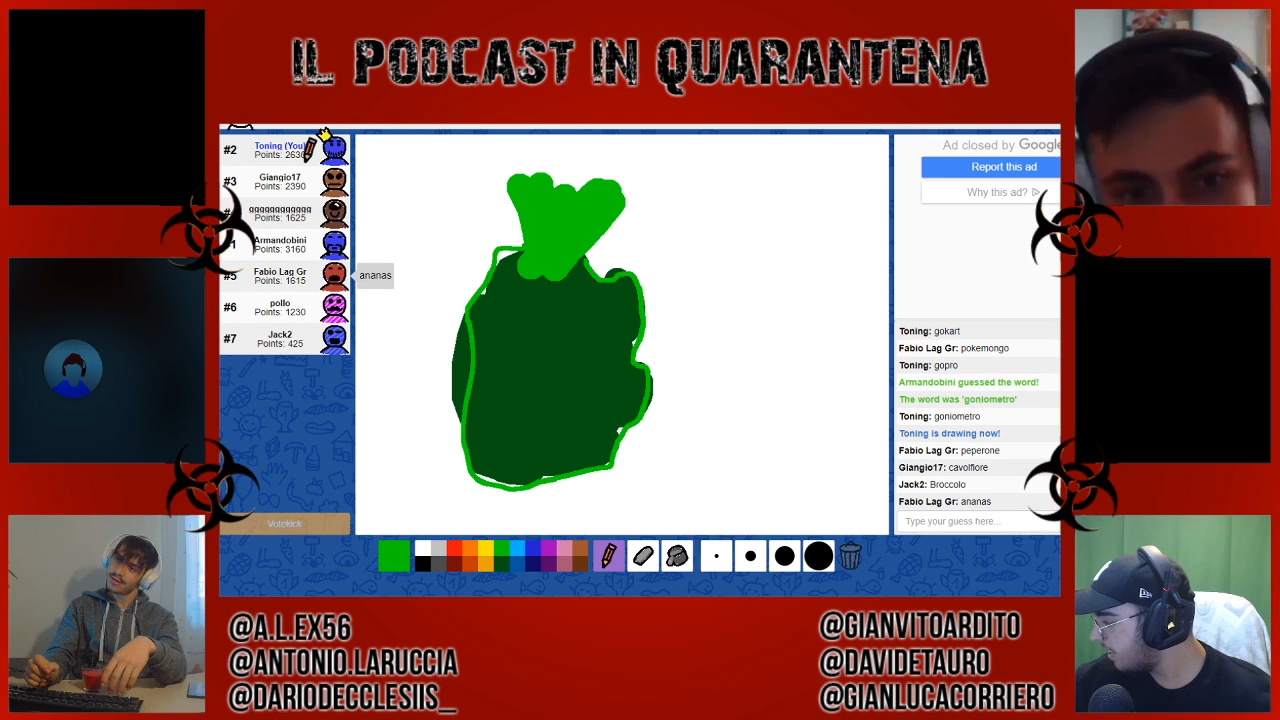 IL PODCAST IN QUARANTENA
#2 Toning (You)
Points: 2630
#3 Giangio17
Points: 2390
gggggggggggg
Points: 1625
Armandobini
Points: 3160
#5 Fabio Lag Gr
Points: 1615
ananas
#6 pollo
Points: 1230
#7 Jack2
Points: 425
Votekick
Ad closed by Google
Report this ad
Why this ad?
Toning: gokart
Fabio Lag Gr: pokemongo
Toning: gopro
Armandobini guessed the word!
The word was 'goniometro'
Toning: goniometro
Toning is drawing now!
Fabio Lag Gr: peperone
Giangio17: cavolfiore
Jack2: Broccolo
Fabio Lag Gr: ananas
Type your guess here...
@A.L.EX56
@ANTONIO.LARUCCIA
@DARIODECCLESIIS_
@GIANVITOARDITO
@DAVIDETAURO
@GIANLUCACORRIERO